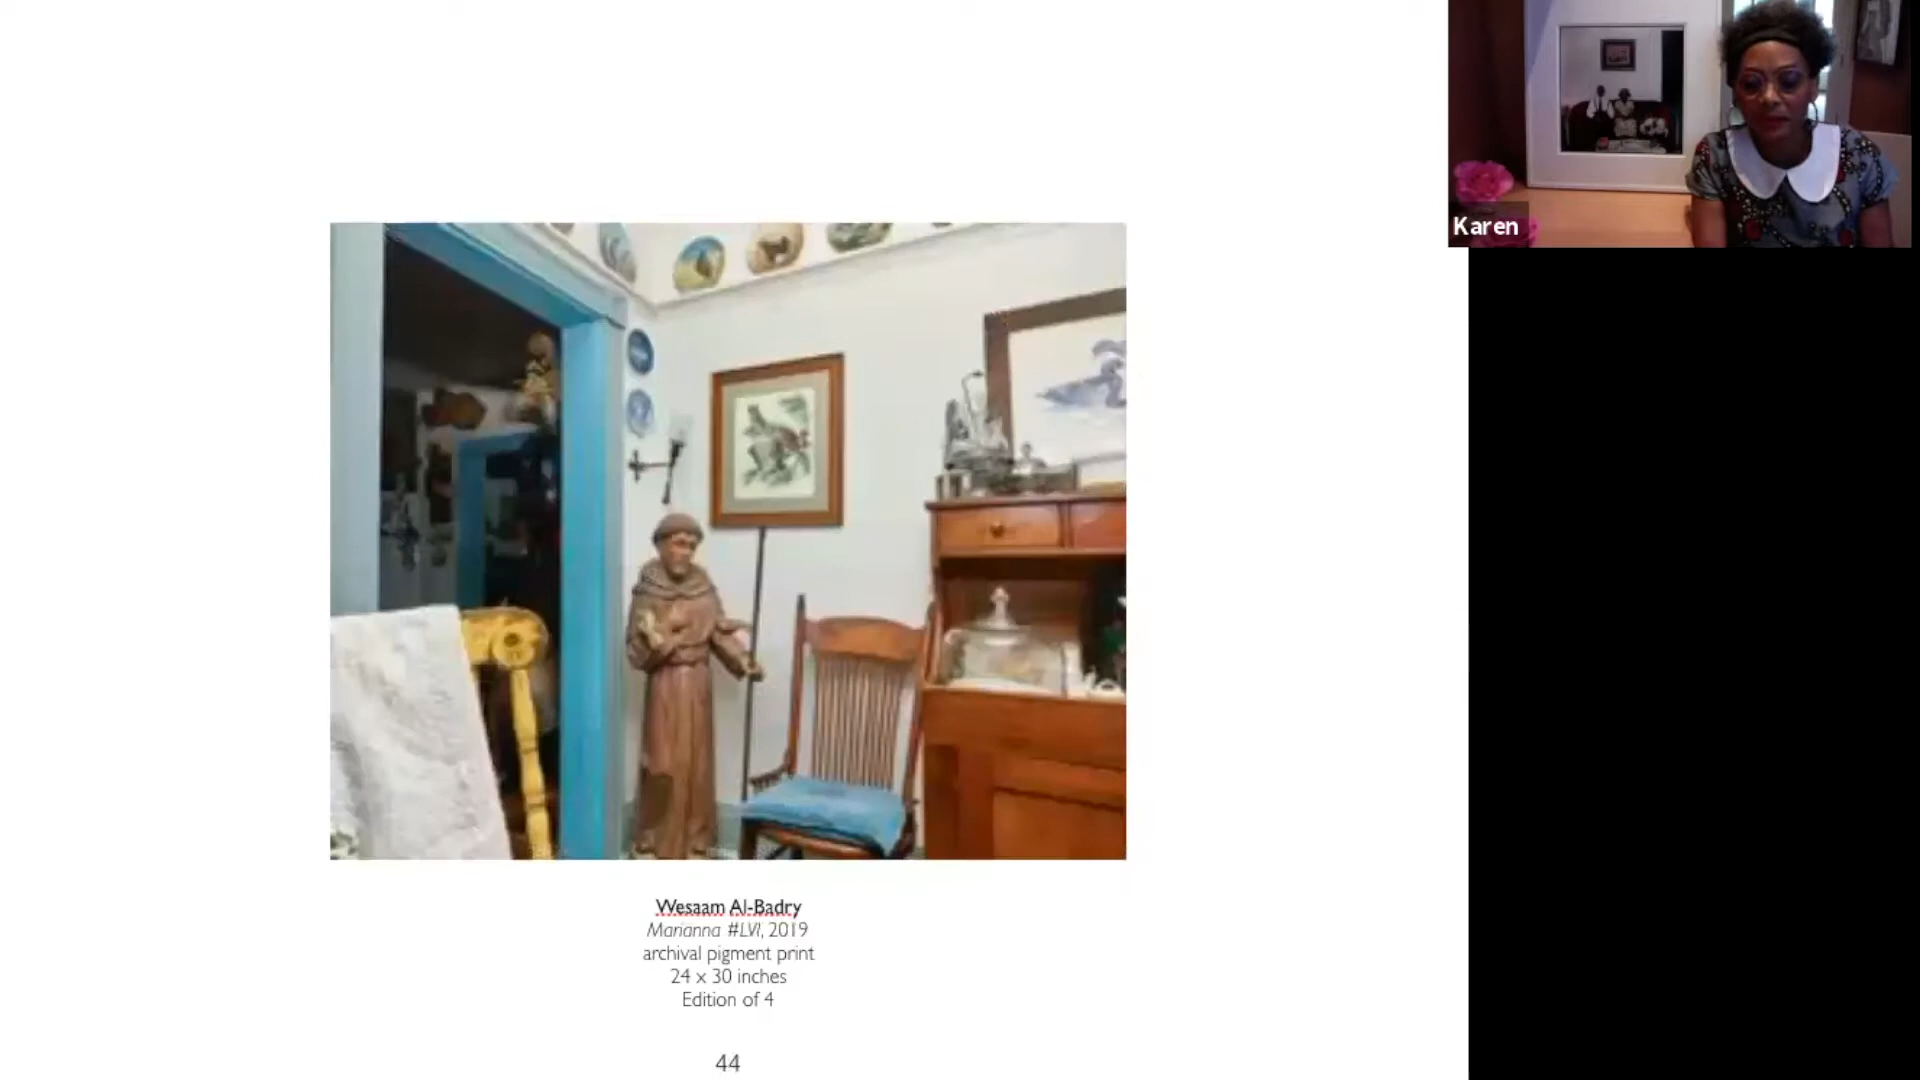 Karen
Wesaam Al-Badry
Marianna #LVI, 2019
archival pigment print
24 x 30 inches
Edition of 4
44